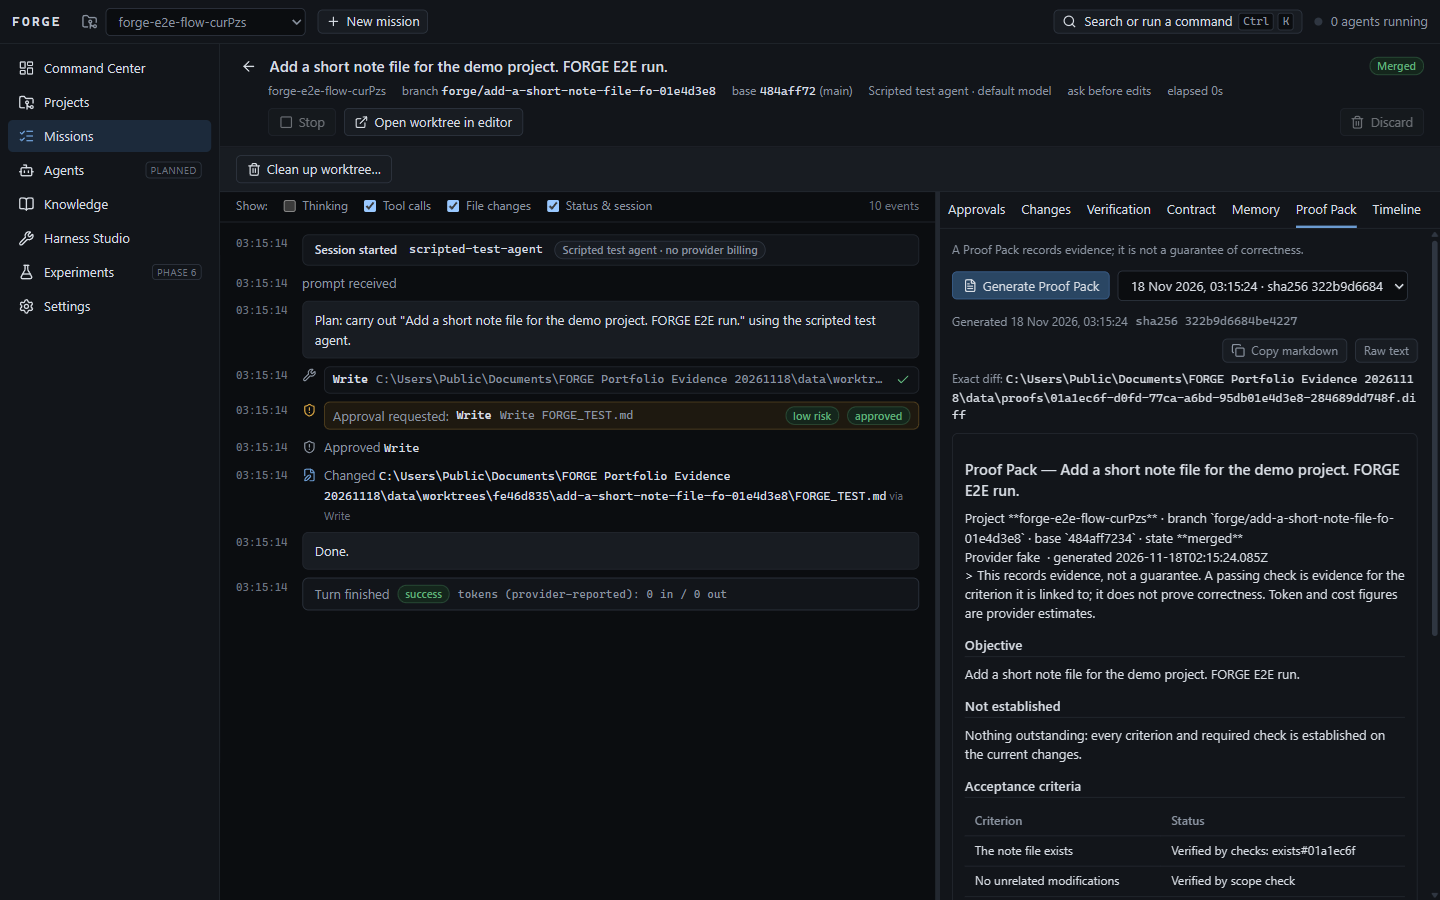 FORGE
forge-e2e-flow-curPzs
New mission
Search or run a command Ctrl K
0 agents running
Command Center
Projects
Missions
Agents PLANNED
Knowledge
Harness Studio
Experiments PHASE 6
Settings
Add a short note file for the demo project. FORGE E2E run.
Merged
forge-e2e-flow-curPzs branch forge/add-a-short-note-file-fo-01e4d3e8 base 484aff72 (main) Scripted test agent · default model ask before edits elapsed 0s
Stop
Open worktree in editor
Discard
Clean up worktree...
Show: Thinking Tool calls File changes Status & session 10 events
03:15:14 Session started scripted-test-agent Scripted test agent · no provider billing
03:15:14 prompt received
03:15:14 Plan: carry out "Add a short note file for the demo project. FORGE E2E run." using the scripted test
agent.
03:15:14 Write C:\Users\Public\Documents\FORGE Portfolio Evidence 20261118\data\worktr…
03:15:14 Approval requested: Write Write FORGE_TEST.md low risk approved
03:15:14 Approved Write
03:15:14 Changed C:\Users\Public\Documents\FORGE Portfolio Evidence
20261118\data\worktrees\fe46d835\add-a-short-note-file-fo-01e4d3e8\FORGE_TEST.md via
Write
03:15:14 Done.
03:15:14 Turn finished success tokens (provider-reported): 0 in / 0 out
Approvals Changes Verification Contract Memory Proof Pack Timeline
A Proof Pack records evidence; it is not a guarantee of correctness.
Generate Proof Pack
18 Nov 2026, 03:15:24 · sha256 322b9d6684
Generated 18 Nov 2026, 03:15:24 sha256 322b9d6684be4227
Copy markdown
Raw text
Exact diff: C:\Users\Public\Documents\FORGE Portfolio Evidence 2026111
8\data\proofs\01a1ec6f-d0fd-77ca-a6bd-95db01e4d3e8-284689dd748f.di
ff
Proof Pack — Add a short note file for the demo project. FORGE
E2E run.
Project **forge-e2e-flow-curPzs** · branch `forge/add-a-short-note-file-fo-
01e4d3e8` · base `484aff7234` · state **merged**
Provider fake · generated 2026-11-18T02:15:24.085Z
> This records evidence, not a guarantee. A passing check is evidence for the
criterion it is linked to; it does not prove correctness. Token and cost figures
are provider estimates.
Objective
Add a short note file for the demo project. FORGE E2E run.
Not established
Nothing outstanding: every criterion and required check is established on
the current changes.
Acceptance criteria
Criterion Status
The note file exists Verified by checks: exists#01a1ec6f
No unrelated modifications Verified by scope check